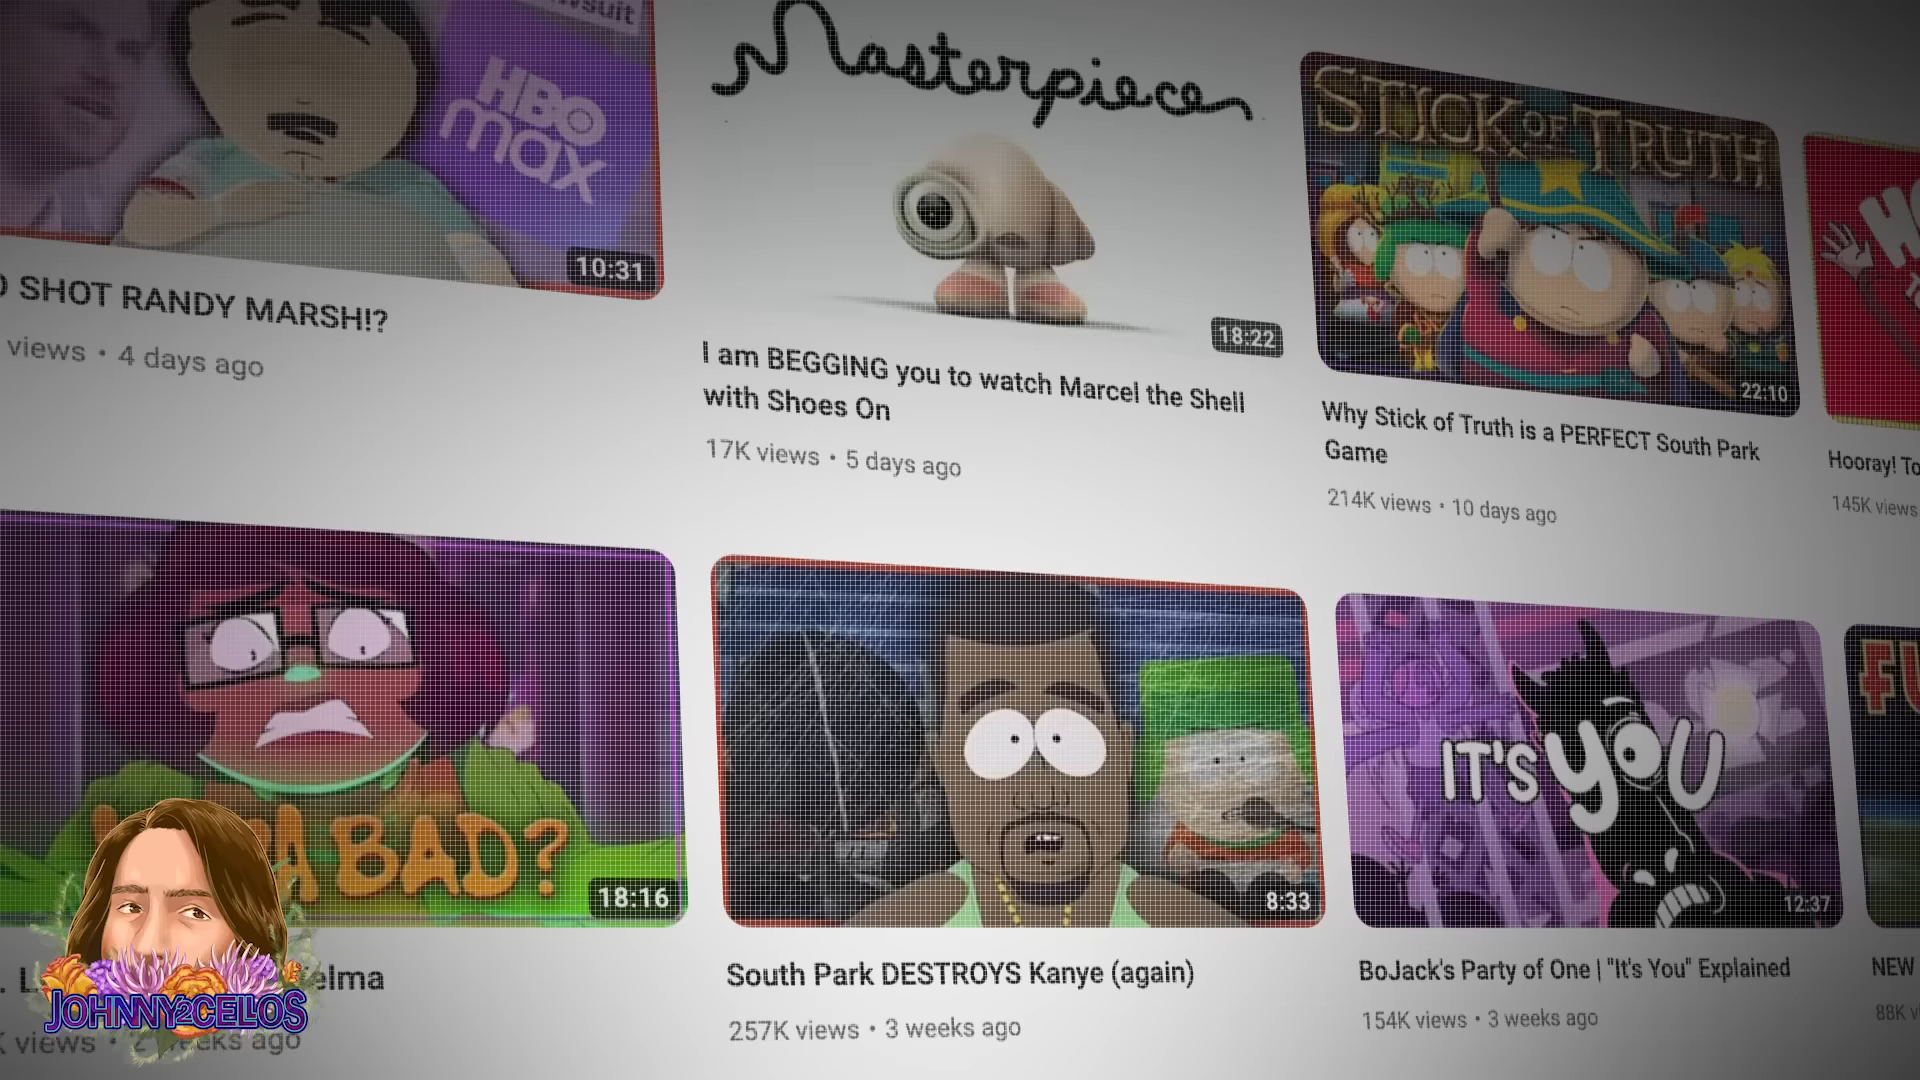 HBO
max
10:31
SHOT RANDY MARSH!?
views • 4 days ago
Masterpiece
18:22
I am BEGGING you to watch Marcel the Shell
with Shoes On
17K views • 5 days ago
STICK OF TRUTH
22:10
Why Stick of Truth is a PERFECT South Park
Game
214K views • 10 days ago
Hooray!
145K views
BAD?
18:16
views
ago
8:33
South Park DESTROYS Kanye (again)
257K views • 3 weeks ago
IT'S YOU
12:37
BoJack's Party of One | "It's You" Explained
154K views • 3 weeks ago
NEW
88K
JOHNNY2CELLOS